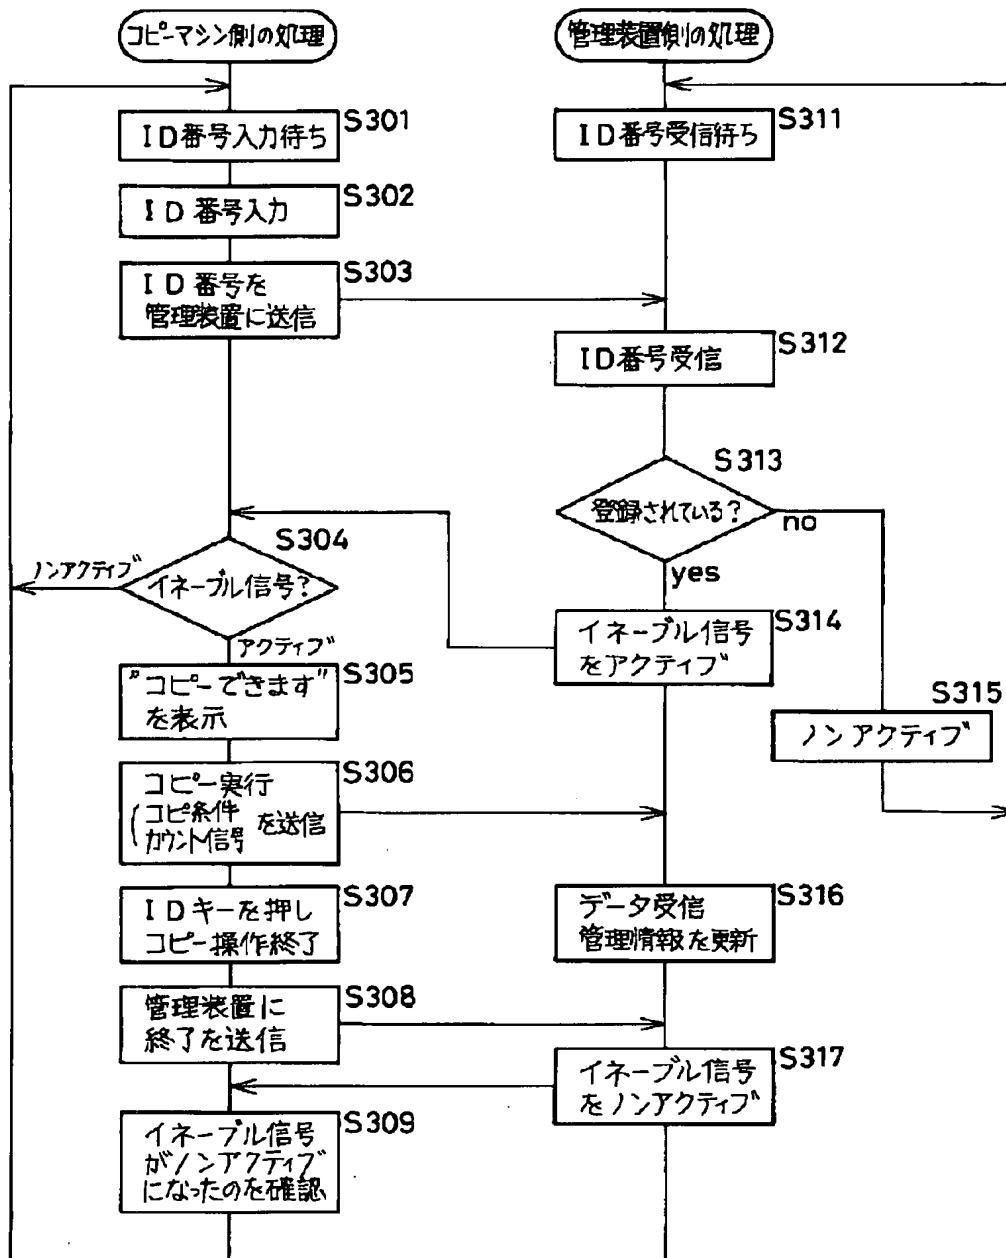 コピーマシン側の処理
ID番号入力待ち
S301
ID番号入力
S302
ID番号を
管理装置に送信
S303
イネーブル信号?
S304
ノンアクティブ
アクティブ
"コピーできます"
を表示
S305
コピー実行
(コピー条件
カウント信号 を送信
S306
IDキーを押し
コピー操作終了
S307
管理装置に
終了を送信
S308
イネーブル信号
がノンアクティブ
になったのを確認
S309
管理装置側の処理
ID番号受信待ち
S311
ID番号受信
S312
登録されている?
S313
no
yes
イネーブル信号
をアクティブ
S314
ノンアクティブ
S315
データ受信
管理情報を更新
S316
イネーブル信号
をノンアクティブ
S317